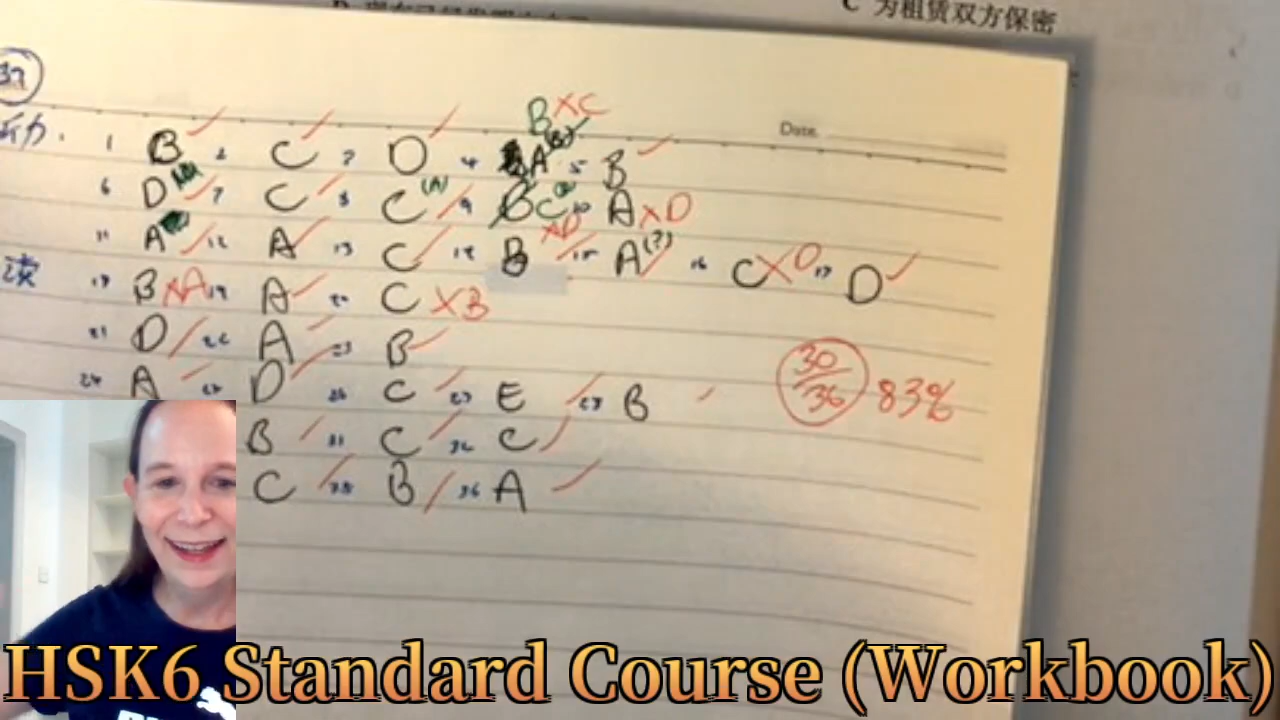 C 为租赁双方保密
37
Date.
B X C
听力. 1 B 2 C 3 D 4 A (B) 5 B
6 D 7 C 8 C (A) 9 C 10 A X D
11 A 12 A 13 C 14 B X D 15 A (?) 16 C X D 17 D
读 18 B X A 19 A 20 C X B
21 D 22 A 23 B
24 A 25 D 26 C 27 E 28 B
30/36 83%
B 31 C 32 C
C 35 B 36 A
HSK6 Standard Course (Workbook)